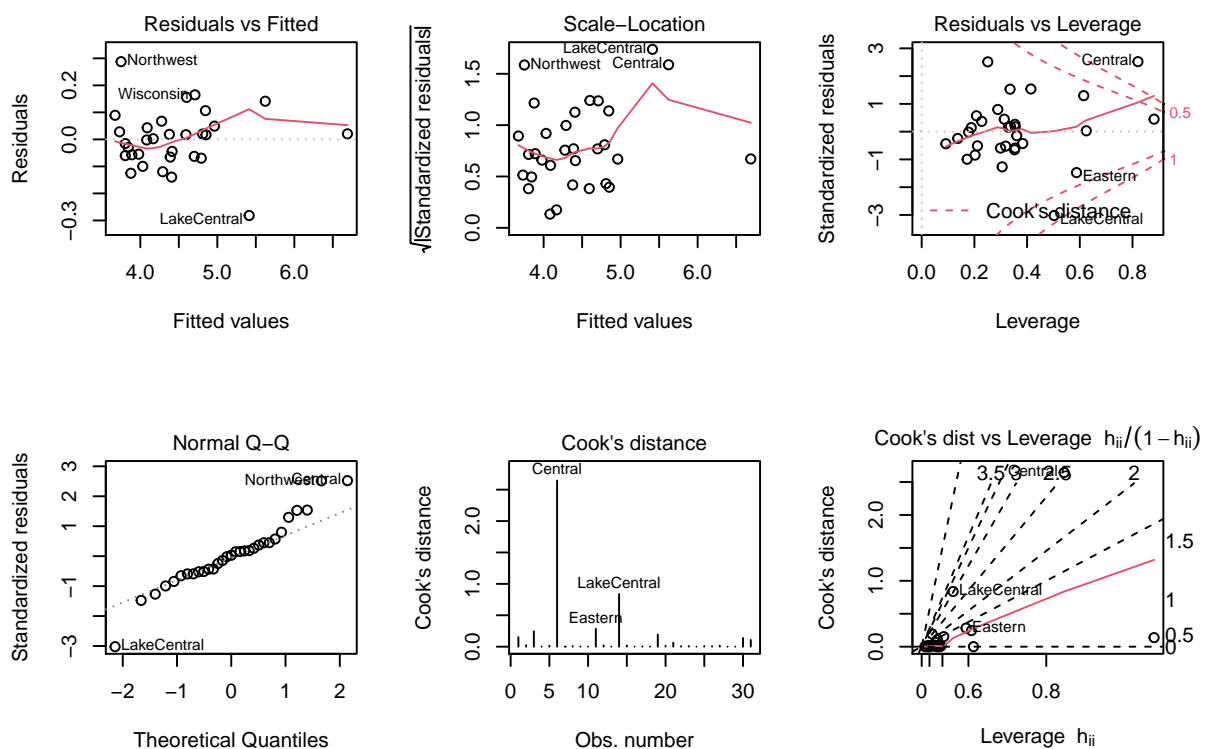 Residuals vs Fitted
Residuals
0.2
0.0
−0.3
Northwest
Wisconsin
LakeCentral
4.0 5.0 6.0
Fitted values
Scale−Location
√|Standardized residuals|
1.5
1.0
0.5
0.0
LakeCentral
Northwest Central
4.0 5.0 6.0
Fitted values
Residuals vs Leverage
Standardized residuals
3
1
−1
−3
Central
0.5
1
Eastern
Cook's distance
LakeCentral
0.0 0.2 0.4 0.6 0.8
Leverage
Normal Q−Q
Standardized residuals
3
2
1
−1
−3
Northwest Central
LakeCentral
−2 −1 0 1 2
Theoretical Quantiles
Cook's distance
Cook's distance
2.0
1.0
0.0
Central
LakeCentral
Eastern
0 5 10 20 30
Obs. number
Cook's dist vs Leverage hii/(1−hii)
Cook's distance
2.0
1.0
0.0
3.5 3 2.5 2
Central
1.5
1
0.5
0
LakeCentral
Eastern
0 0.6 0.8
Leverage hii